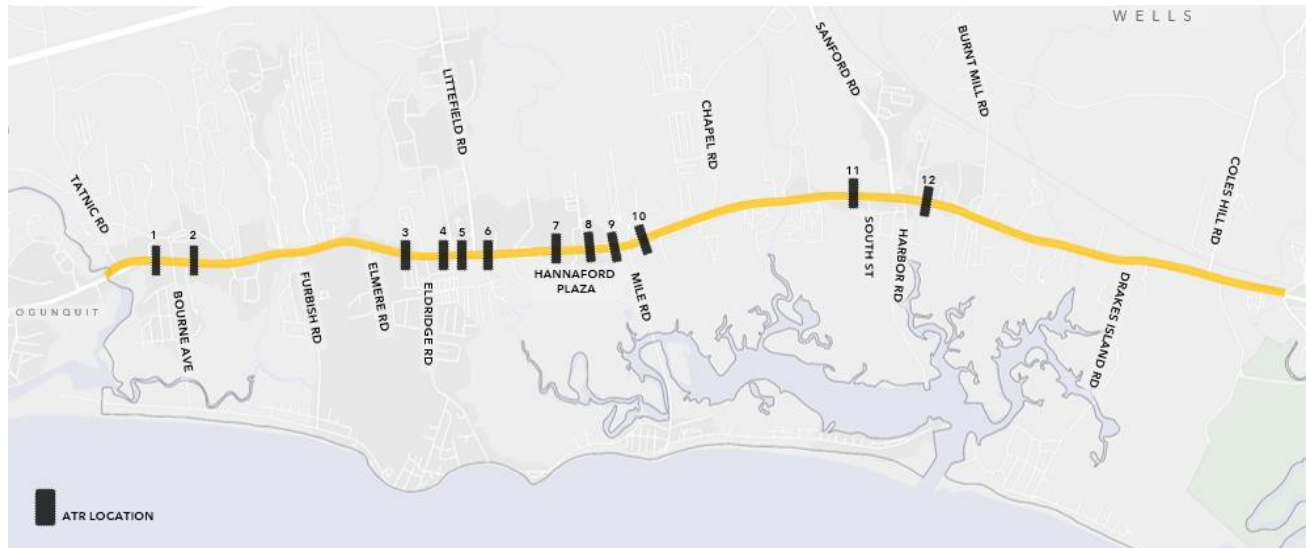 WELLS
SANFORD RD
BURNT MILL RD
LITTEFIELD RD
CHAPEL RD
COLES HILL RD
TATNIC RD
1
2
3
4
5
6
7
8
9
10
11
12
HANNAFORD
PLAZA
BOURNE AVE
FURBISH RD
ELMERE RD
ELDRIDGE RD
MILE RD
SOUTH ST
HARBOR RD
DRAKES ISLAND RD
OGUNQUIT
ATR LOCATION